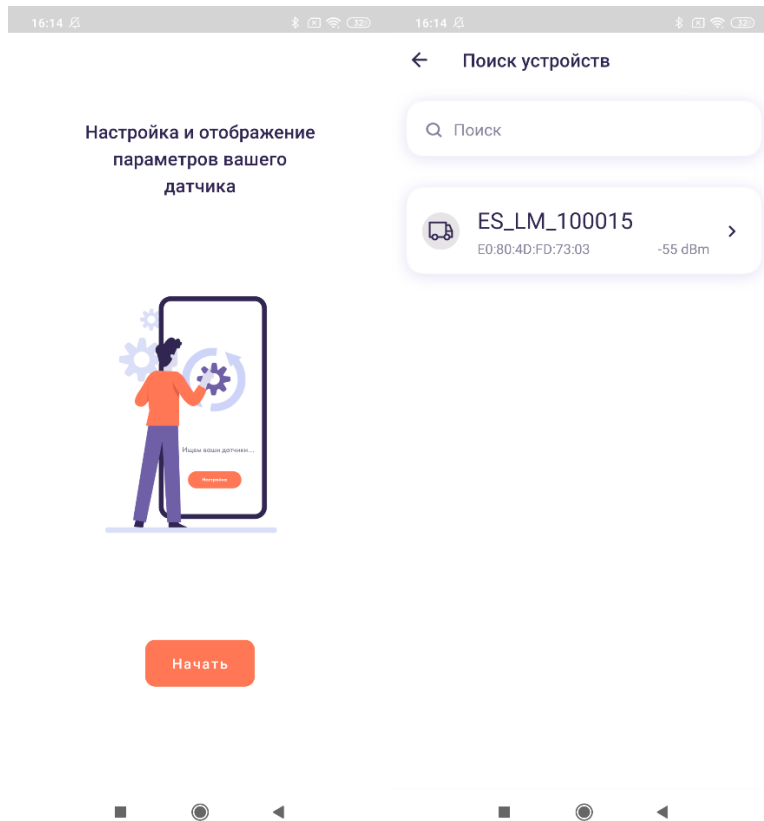 16:14
32
Настройка и отображение
параметров вашего
датчика
Ищем ваши датчики...
Настройка
Начать
16:14
32
Поиск устройств
Поиск
ES_LM_100015
E0:80:4D:FD:73:03
-55 dBm